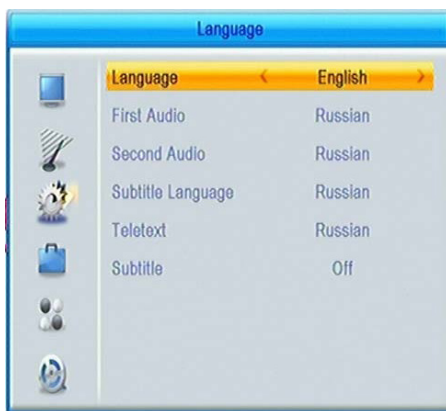 Language
Language < English >
First Audio Russian
Second Audio Russian
Subtitle Language Russian
Teletext Russian
Subtitle Off